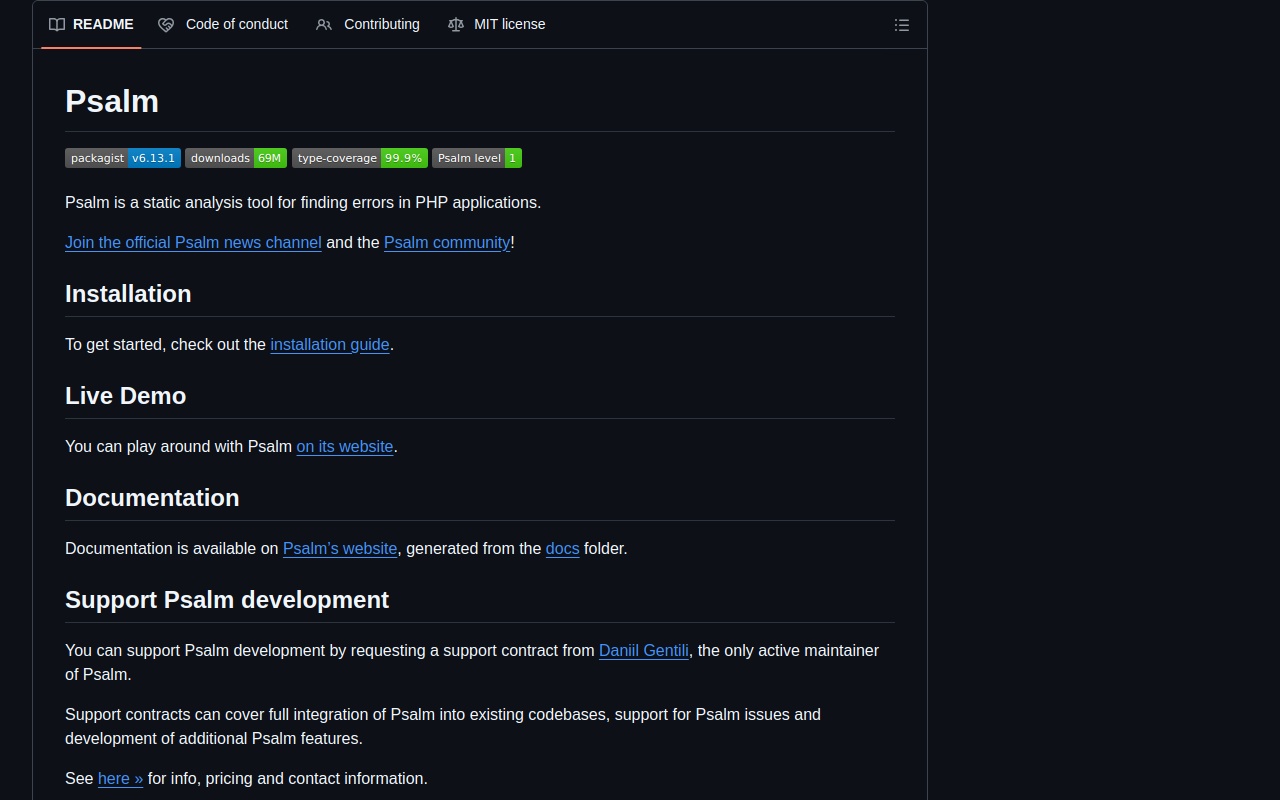 README Code of conduct Contributing MIT license
Psalm
packagist v6.13.1 downloads 69M type-coverage 99.9% Psalm level 1
Psalm is a static analysis tool for finding errors in PHP applications.
Join the official Psalm news channel and the Psalm community!
Installation
To get started, check out the installation guide.
Live Demo
You can play around with Psalm on its website.
Documentation
Documentation is available on Psalm’s website, generated from the docs folder.
Support Psalm development
You can support Psalm development by requesting a support contract from Daniil Gentili, the only active maintainer
of Psalm.
Support contracts can cover full integration of Psalm into existing codebases, support for Psalm issues and
development of additional Psalm features.
See here » for info, pricing and contact information.